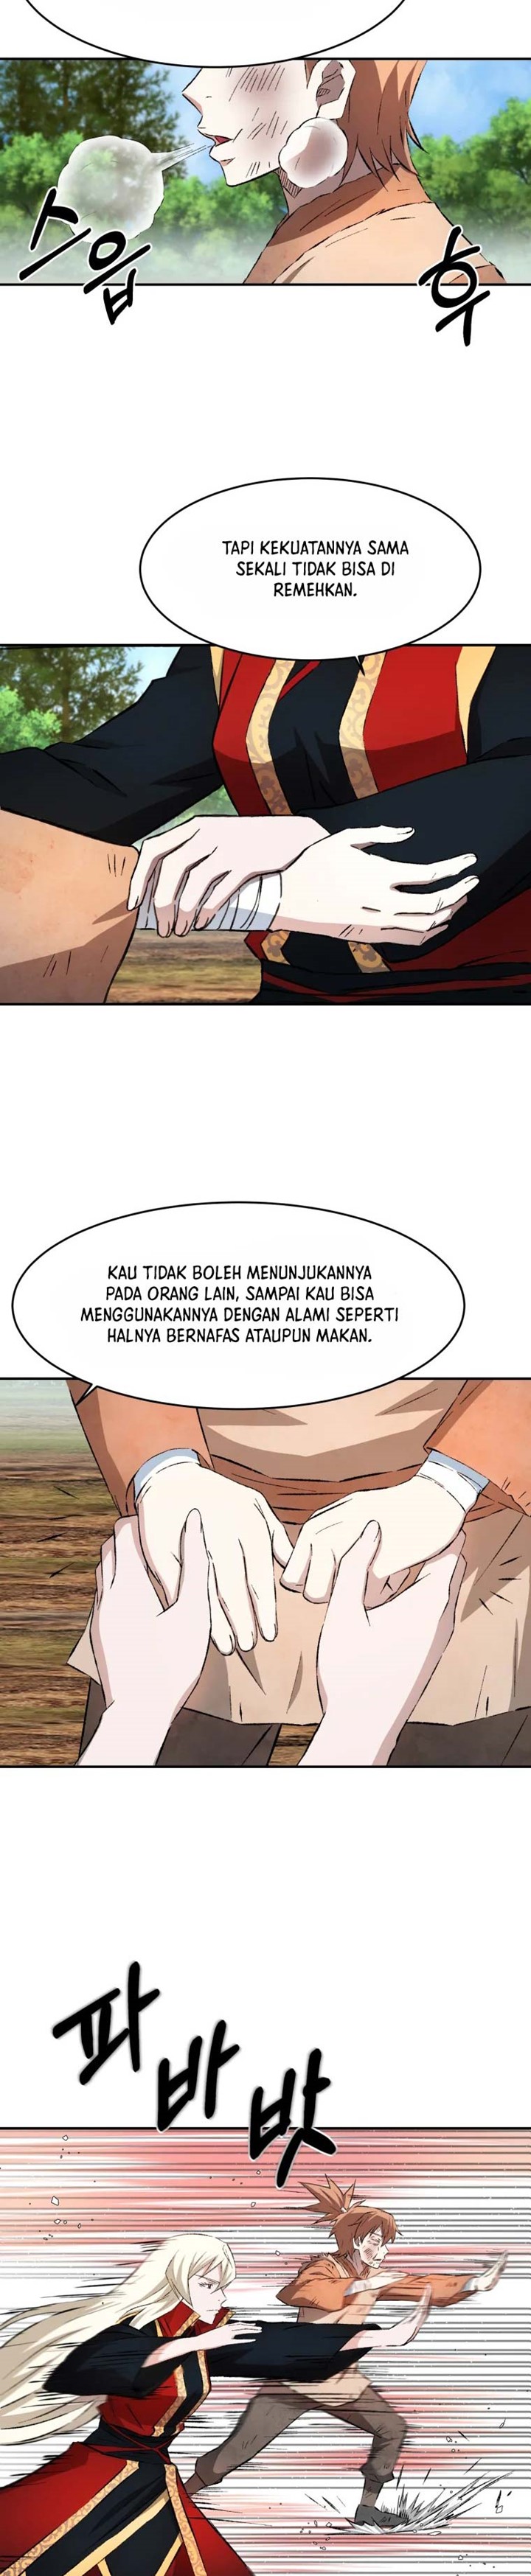 스읍
후
TAPI KEKUATANNYA SAMA
SEKALI TIDAK BISA DI
REMEHKAN.
KAU TIDAK BOLEH MENUNJUKANNYA
PADA ORANG LAIN, SAMPAI KAU BISA
MENGGUNAKANNYA DENGAN ALAMI SEPERTI
HALNYA BERNAFAS ATAUPUN MAKAN.
파바밧